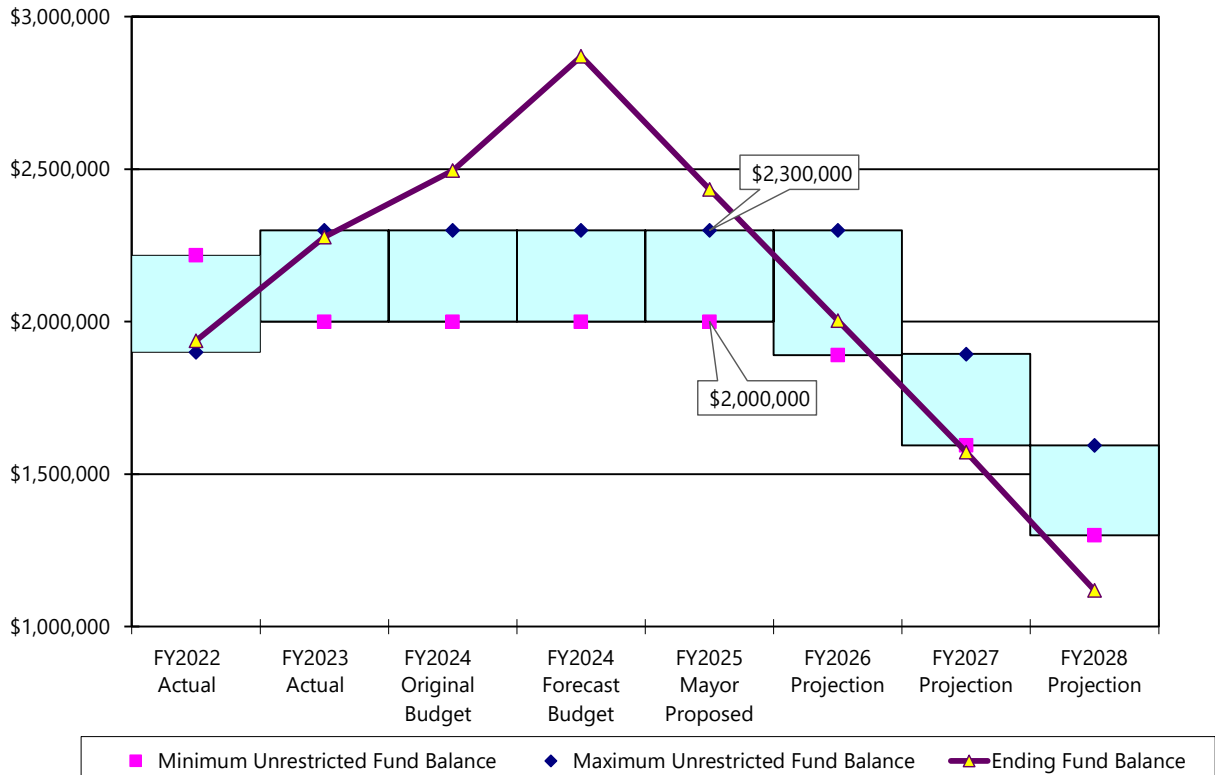 $3,000,000
$2,500,000
$2,300,000
$2,000,000
$2,000,000
$1,500,000
$1,000,000
FY2022 Actual
FY2023 Actual
FY2024 Original Budget
FY2024 Forecast Budget
FY2025 Mayor Proposed
FY2026 Projection
FY2027 Projection
FY2028 Projection
Minimum Unrestricted Fund Balance
Maximum Unrestricted Fund Balance
Ending Fund Balance